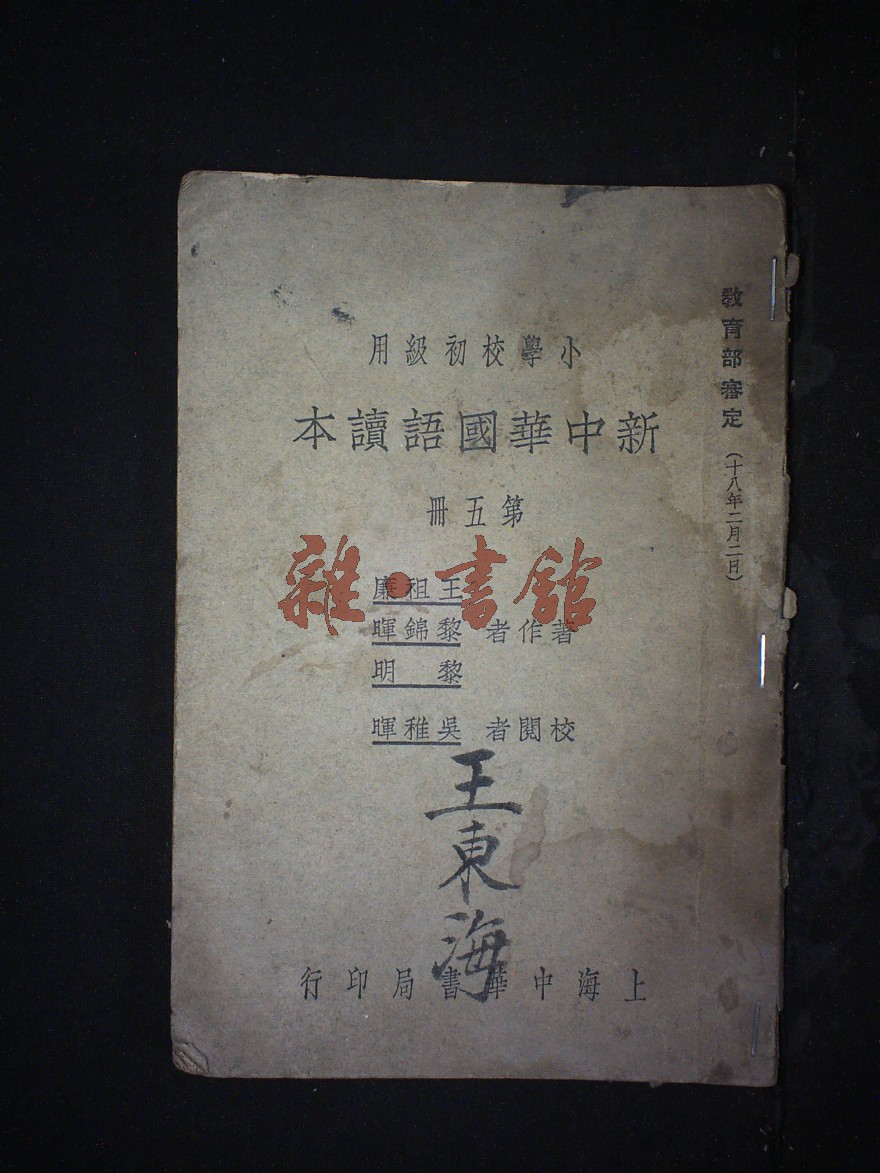 教育部審定（十八年二月二日）
小學校初級用
新中華國語讀本
第五冊
王祖廉
著作者 黎錦暉
黎明
校閱者 吳稚暉
王東海
上海中華書局印行
雜·書館